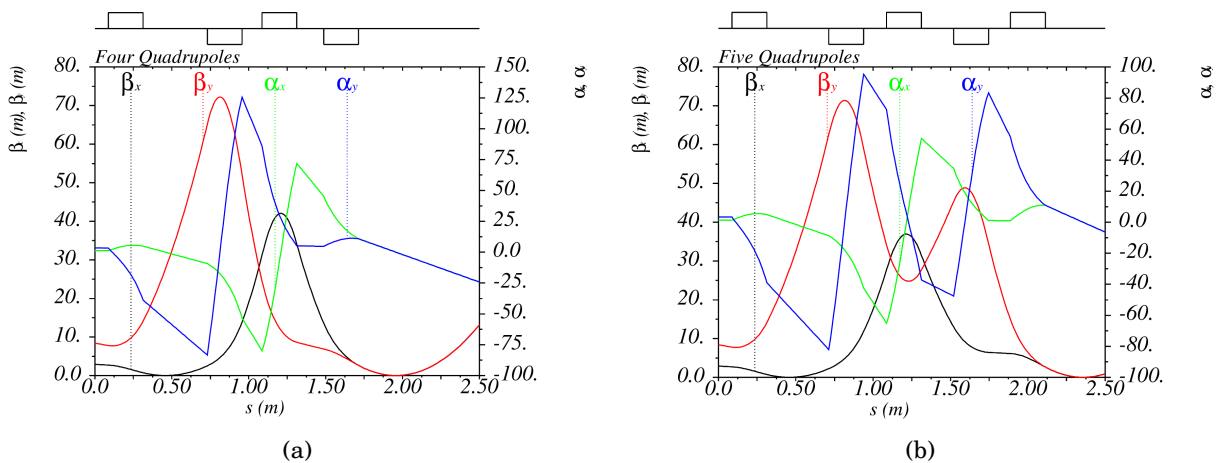 Four Quadrupoles
80.
70.
60.
50.
40.
30.
20.
10.
0.0
β (m), β (m)
βx
βy
αx
αy
150.
125.
100.
75.
50.
25.
0.0
-25.
-50.
-75.
-100.
α, α
0.0
0.50
1.00
1.50
2.00
2.50
s (m)
(a)
Five Quadrupoles
80.
70.
60.
50.
40.
30.
20.
10.
0.0
β (m), β (m)
βx
βy
αx
αy
100.
80.
60.
40.
20.
0.0
-20.
-40.
-60.
-80.
-100.
α, α
0.0
0.50
1.00
1.50
2.00
2.50
s (m)
(b)